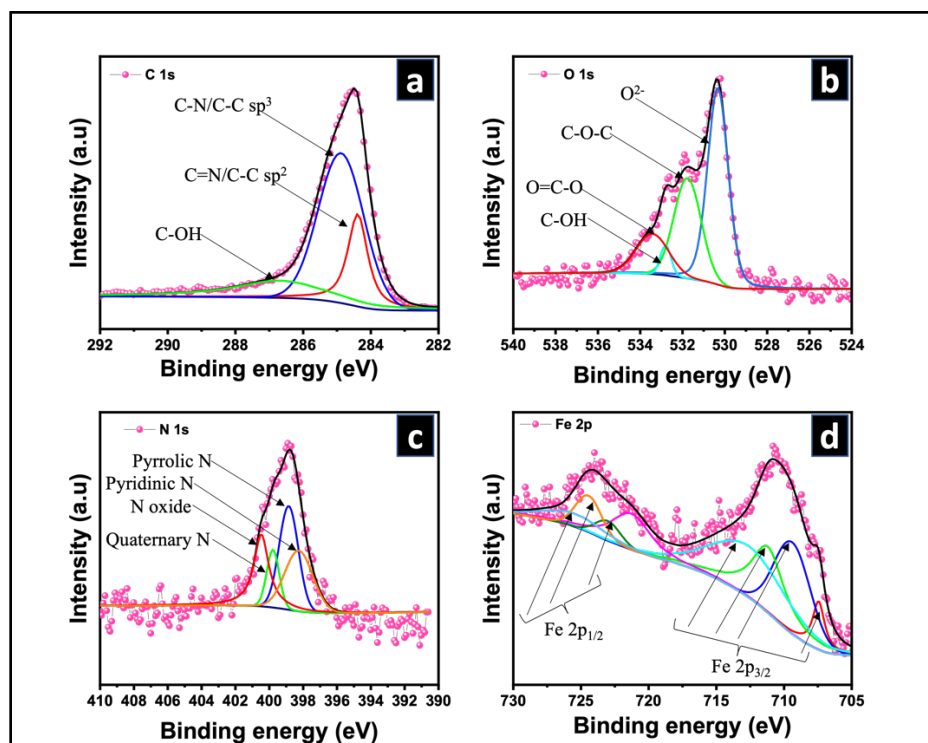 a
C 1s
C-N/C-C sp³
C=N/C-C sp²
C-OH
Intensity (a.u)
292 290 288 286 284 282
Binding energy (eV)
b
O 1s
O²⁻
C-O-C
O=C-O
C-OH
Intensity (a.u)
540 538 536 534 532 530 528 526 524
Binding energy (eV)
c
N 1s
Pyrrolic N
Pyridinic N
N oxide
Quaternary N
Intensity (a.u)
410 408 406 404 402 400 398 396 394 392 390
Binding energy (eV)
d
Fe 2p
Fe 2p₁/₂
Fe 2p₃/₂
Intensity (a.u)
730 725 720 715 710 705
Binding energy (eV)